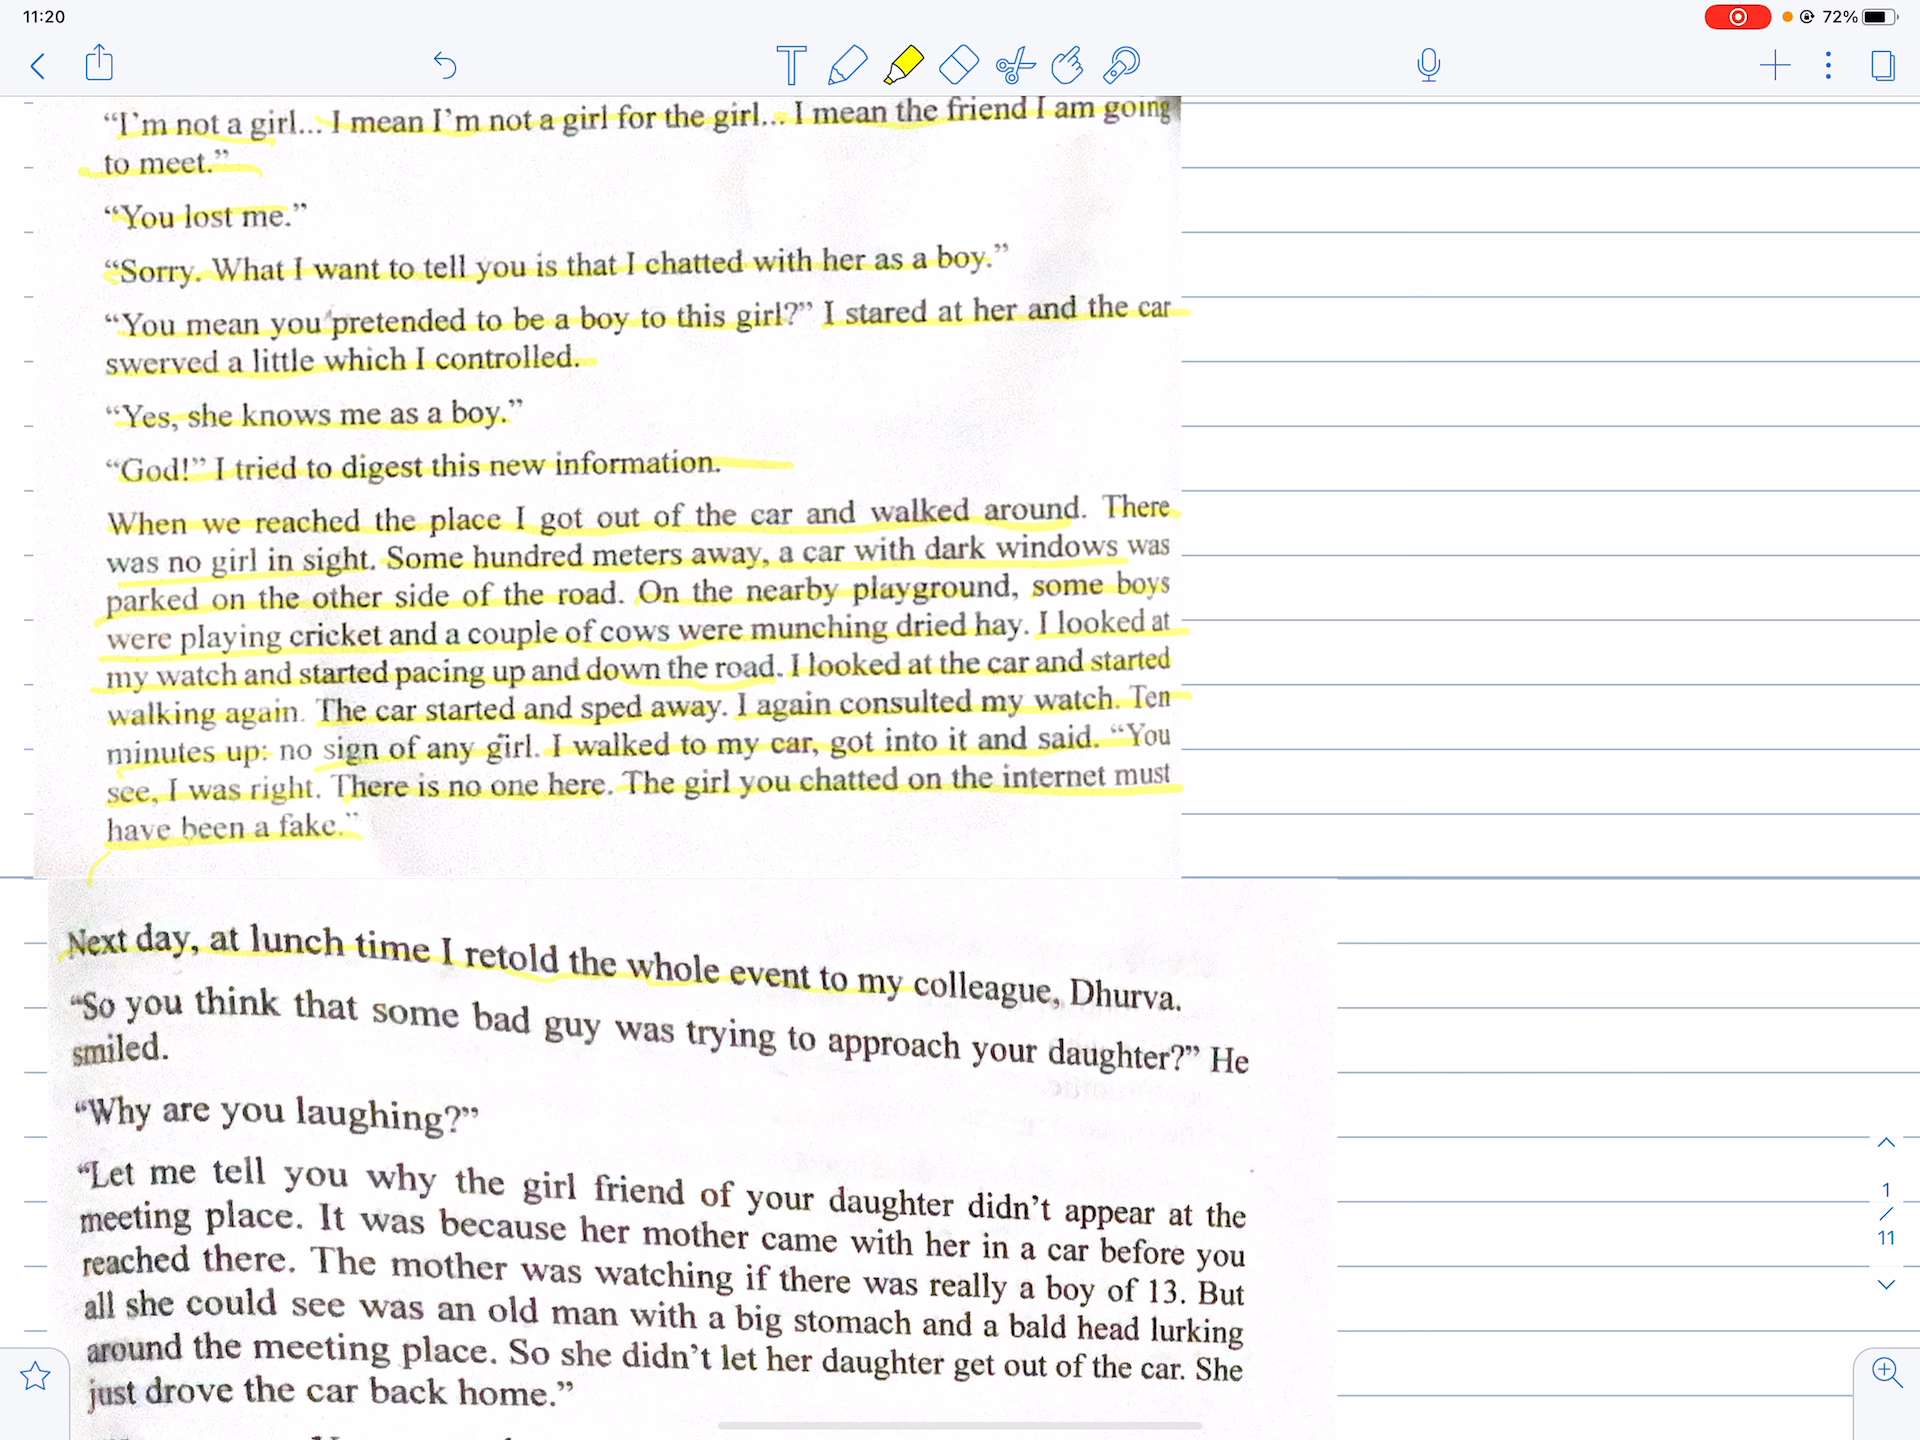 11:20
72%
T
“I’m not a girl... I mean I’m not a girl for the girl... I mean the friend I am going
to meet.”
“You lost me.”
“Sorry. What I want to tell you is that I chatted with her as a boy.”
“You mean you pretended to be a boy to this girl?” I stared at her and the car
swerved a little which I controlled.
“Yes, she knows me as a boy.”
“God!” I tried to digest this new information.
When we reached the place I got out of the car and walked around. There
was no girl in sight. Some hundred meters away, a car with dark windows was
parked on the other side of the road. On the nearby playground, some boys
were playing cricket and a couple of cows were munching dried hay. I looked at
my watch and started pacing up and down the road. I looked at the car and started
walking again. The car started and sped away. I again consulted my watch. Ten
minutes up: no sign of any girl. I walked to my car, got into it and said. “You
see, I was right. There is no one here. The girl you chatted on the internet must
have been a fake.”
Next day, at lunch time I retold the whole event to my colleague, Dhurva.
“So you think that some bad guy was trying to approach your daughter?” He
smiled.
“Why are you laughing?”
“Let me tell you why the girl friend of your daughter didn’t appear at the
meeting place. It was because her mother came with her in a car before you
reached there. The mother was watching if there was really a boy of 13. But
all she could see was an old man with a big stomach and a bald head lurking
around the meeting place. So she didn’t let her daughter get out of the car. She
just drove the car back home.”
1
/
11